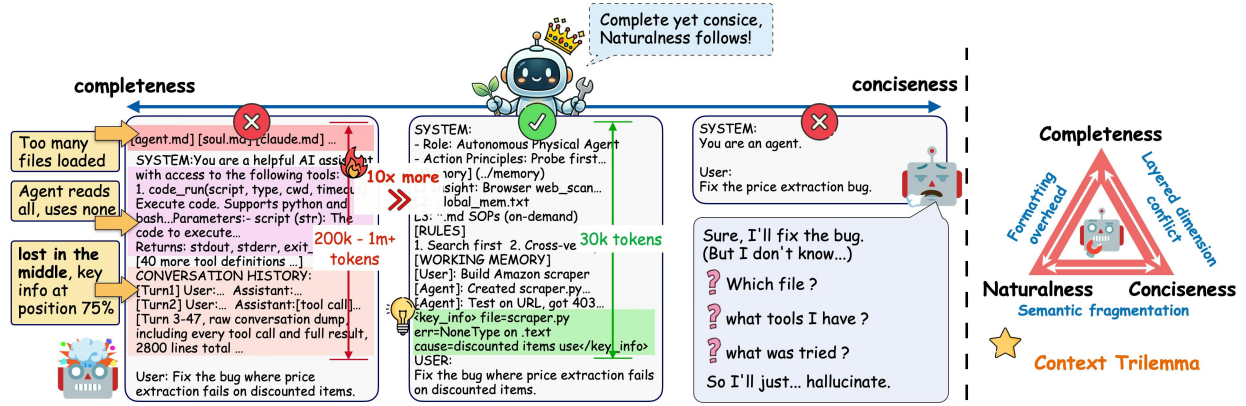 Complete yet consice,
Naturalness follows!
completeness
conciseness
Too many
files loaded
Agent reads
all, uses none
lost in the
middle, key
info at
position 75%
[agent.md] [soul.md] [claude.md] ...
SYSTEM:You are a helpful AI assistant
with access to the following tools:
1. code_run(script, type, cwd, timeout
Execute code. Supports python and
bash...Parameters:- script (str): The
code to execute...
Returns: stdout, stderr, exit_
[40 more tool definitions ...]
CONVERSATION HISTORY:
[Turn1] User:... Assistant:...
[Turn2] User:... Assistant:[tool call]...
[Turn 3-47, raw conversation dump,
including every tool call and full result,
2800 lines total ...
User: Fix the bug where price
extraction fails on discounted items.
10x more
200k - 1m+
tokens
SYSTEM:
- Role: Autonomous Physical Agent
- Action Principles: Probe first...
(../memory)
Browser web_scan...
global_mem.txt
SOPs (on-demand)
[RULES]
1. Search first 2.
[WORKING MEMORY]
[User]: Build Amazon scraper
[Agent]: Created scraper.py...
[Agent]: Test on URL, got 403...
<key_info> file=scraper.py
err=NoneType on .text
cause=discounted items use</key_info>
USER:
Fix the bug where price extraction fails
on discounted items.
30k tokens
SYSTEM:
You are an agent.
User:
Fix the price extraction bug.
Sure, I'll fix the bug.
(But I don't know...)
? Which file ?
? what tools I have ?
? what was tried ?
So I'll just... hallucinate.
Completeness
Formatting
overhead
Layered dimension
conflict
Naturalness
Conciseness
Semantic fragmentation
Context Trilemma